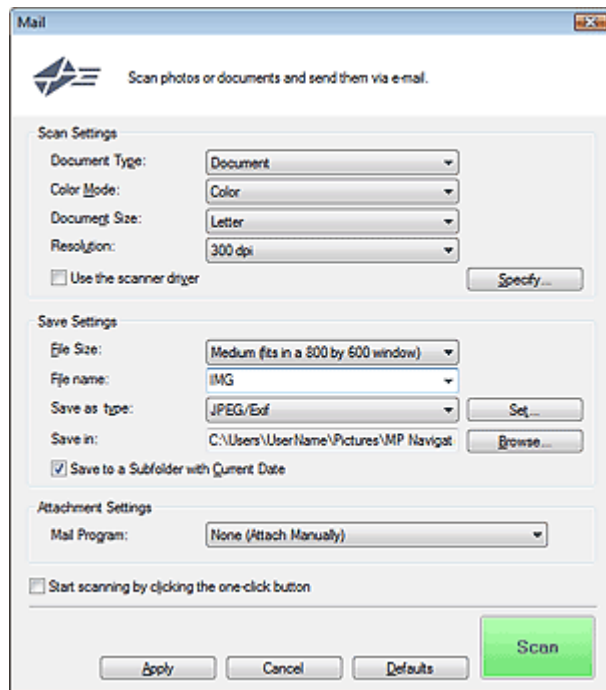 Mail
Scan photos or documents and send them via e-mail.
Scan Settings
Document Type: Document
Color Mode: Color
Document Size: Letter
Resolution: 300 dpi
Use the scanner driver Specify...
Save Settings
File Size: Medium (fits in a 800 by 600 window)
File name: IMG
Save as type: JPEG/Exif Set...
Save in: C:\Users\UserName\Pictures\MP Navigat Browse...
Save to a Subfolder with Current Date
Attachment Settings
Mail Program: None (Attach Manually)
Start scanning by clicking the one-click button
Apply Cancel Defaults Scan